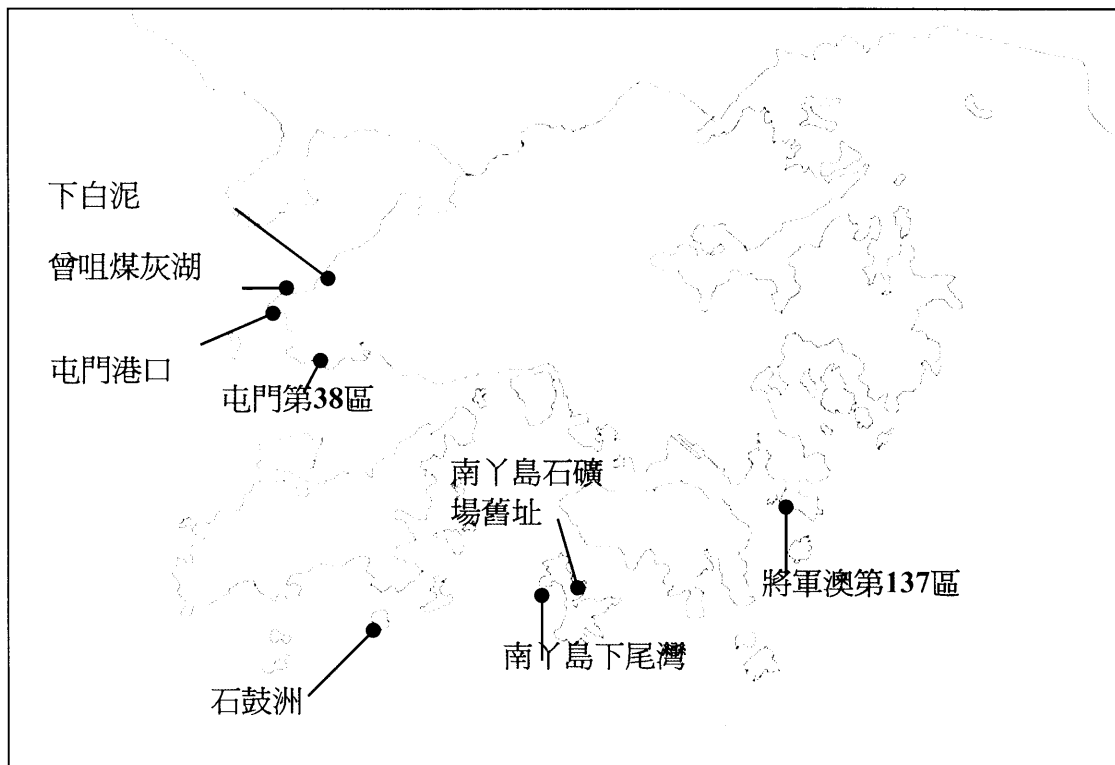 下白泥
曾咀煤灰湖
屯門港口
屯門第38區
南丫島石礦
場舊址
將軍澳第137區
南丫島下尾灣
石鼓洲